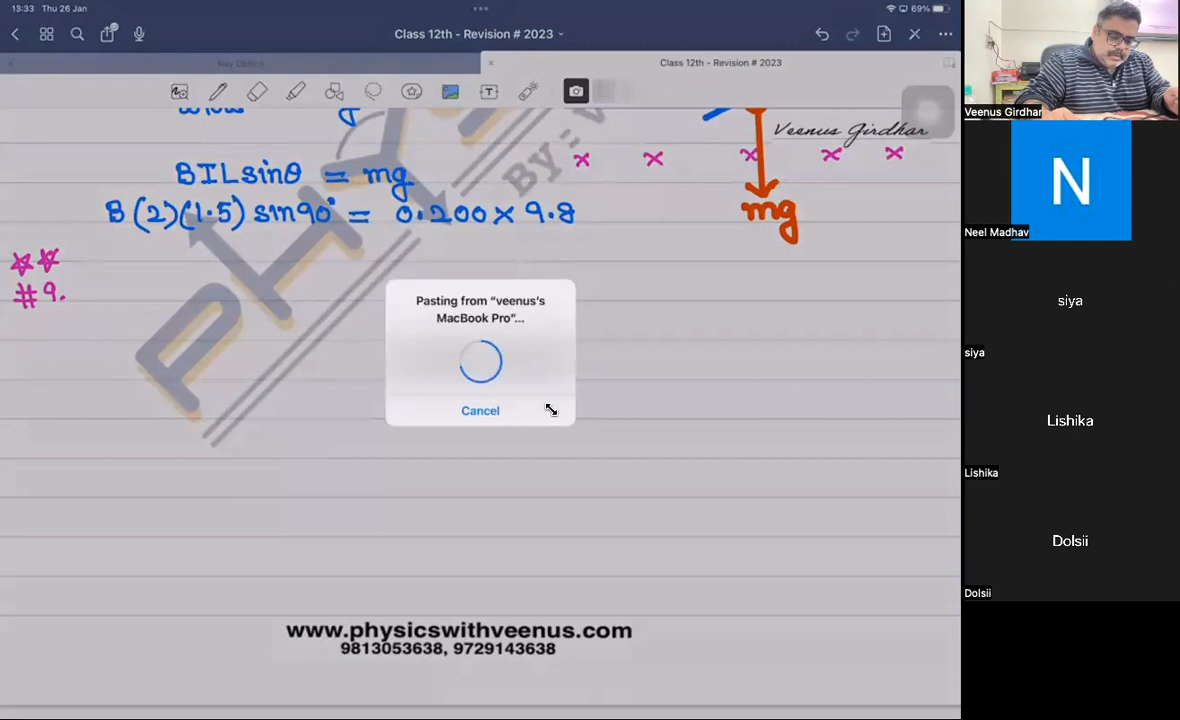 13:33 Thu 26 Jan
69%
Class 12th - Revision # 2023
Class 12th - Revision # 2023
T
Veenus Girdhar
PHYS
BY:- V
x x x x x
BILsinθ = mg
B(2)(1.5) sin90° = 0.200 × 9.8
mg
#9.
Pasting from “veenus’s
MacBook Pro”...
Cancel
www.physicswithveenus.com
9813053638, 9729143638
Veenus Girdhar
N
Neel Madhav
siya
siya
Lishika
Lishika
Dolsii
Dolsii